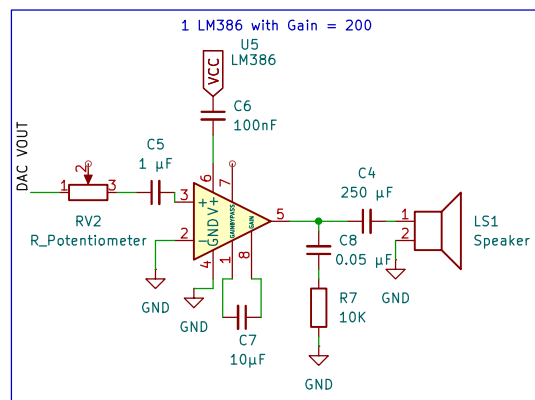 1 LM386 with Gain = 200
U5
LM386
VCC
C6
100nF
DAC VOUT
C5
1 µF
2
1
3
RV2
R_Potentiometer
6
7
3
+
V+
GND
BYPASS
GAIN
GAIN
2
-
4
1
8
5
C4
250 µF
1
2
LS1
Speaker
C8
0.05 µF
GND
GND
GND
C7
10µF
R7
10K
GND